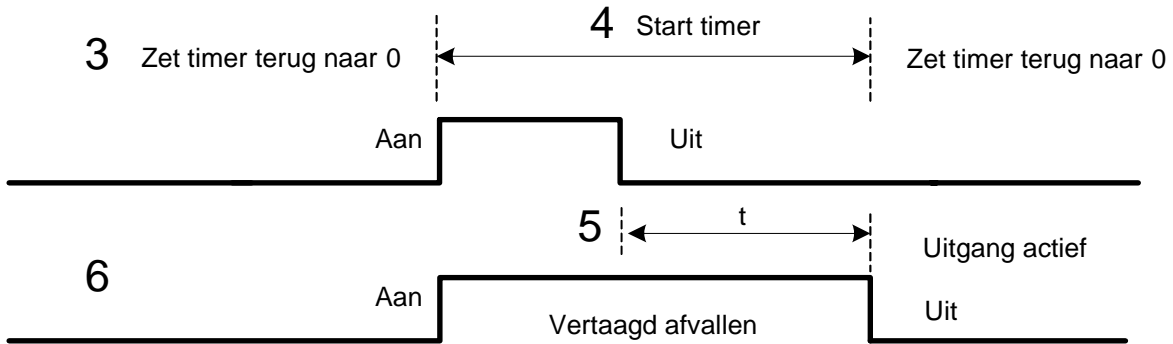 4 Start timer
3 Zet timer terug naar 0
Zet timer terug naar 0
Aan
Uit
5
t
Uitgang actief
6
Aan
Uit
Vertaagd afvallen